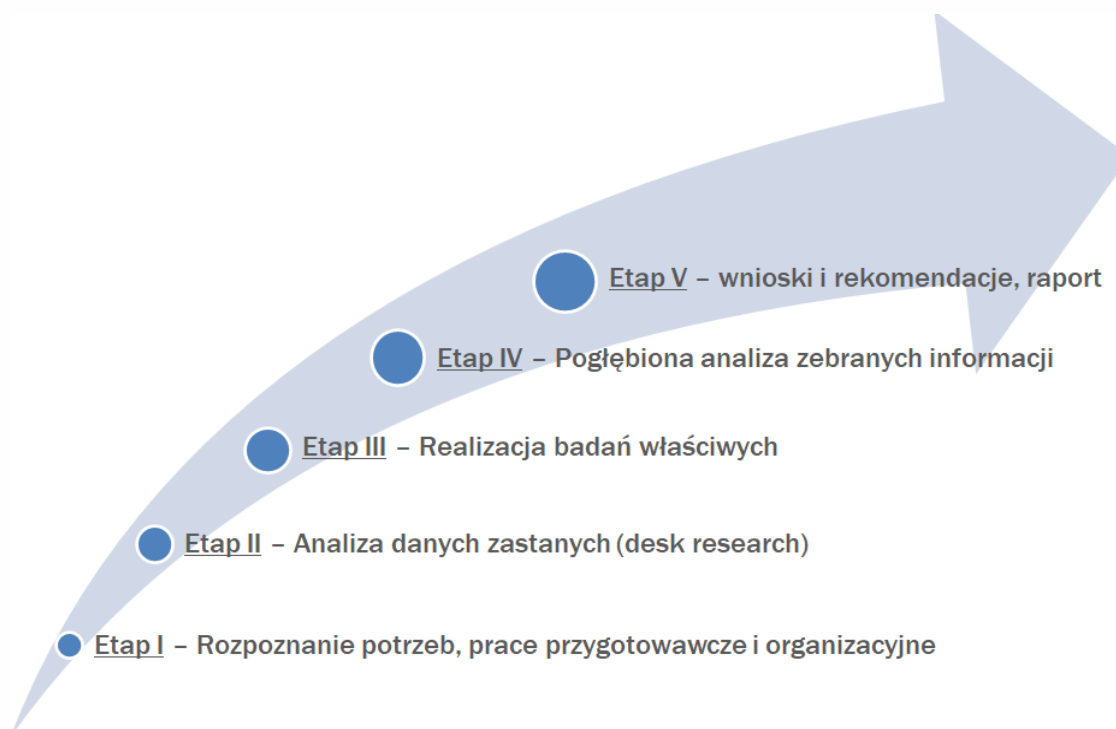 Etap V – wnioski i rekomendacje, raport
Etap IV – Pogłębiona analiza zebranych informacji
Etap III – Realizacja badań właściwych
Etap II – Analiza danych zastanych (desk research)
Etap I – Rozpoznanie potrzeb, prace przygotowawcze i organizacyjne